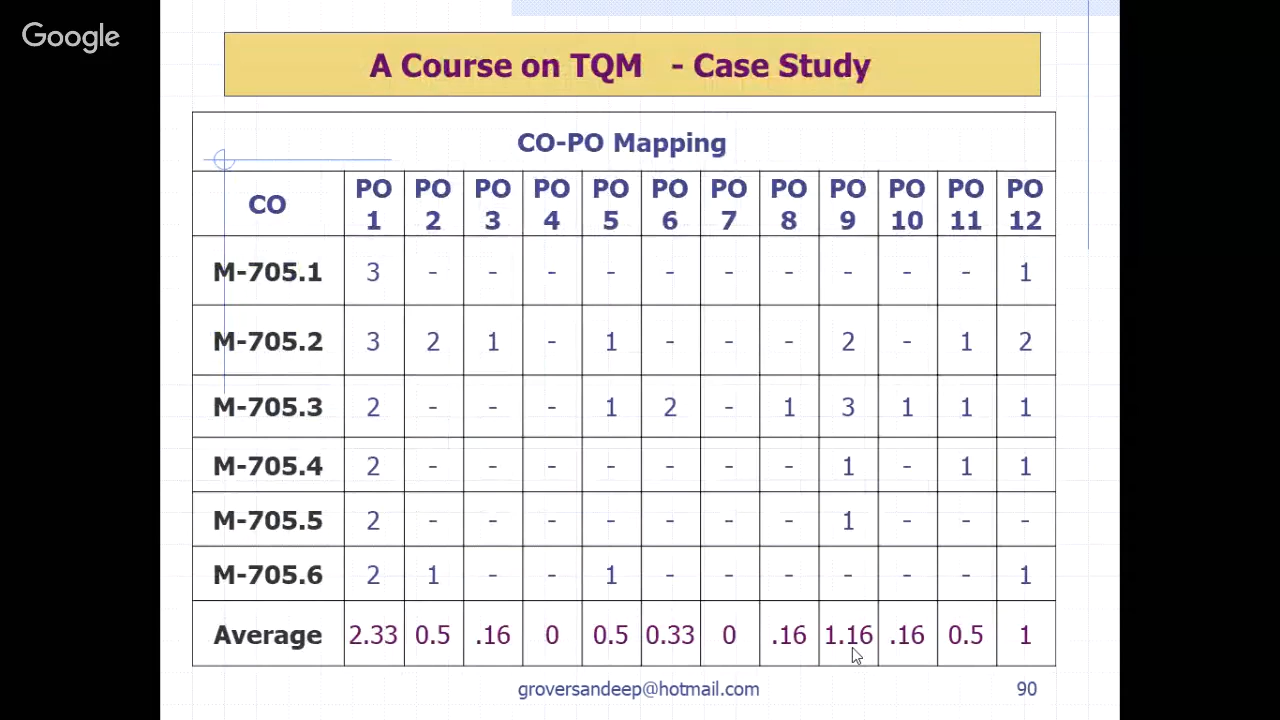 Google
A Course on TQM - Case Study
CO-PO Mapping
CO PO 1 PO 2 PO 3 PO 4 PO 5 PO 6 PO 7 PO 8 PO 9 PO 10 PO 11 PO 12
M-705.1 3 - - - - - - - - - - 1
M-705.2 3 2 1 - 1 - - - 2 - 1 2
M-705.3 2 - - - 1 2 - 1 3 1 1 1
M-705.4 2 - - - - - - - 1 - 1 1
M-705.5 2 - - - - - - - 1 - - -
M-705.6 2 1 - - 1 - - - - - - 1
Average 2.33 0.5 .16 0 0.5 0.33 0 .16 1.16 .16 0.5 1
groversandeep@hotmail.com 90